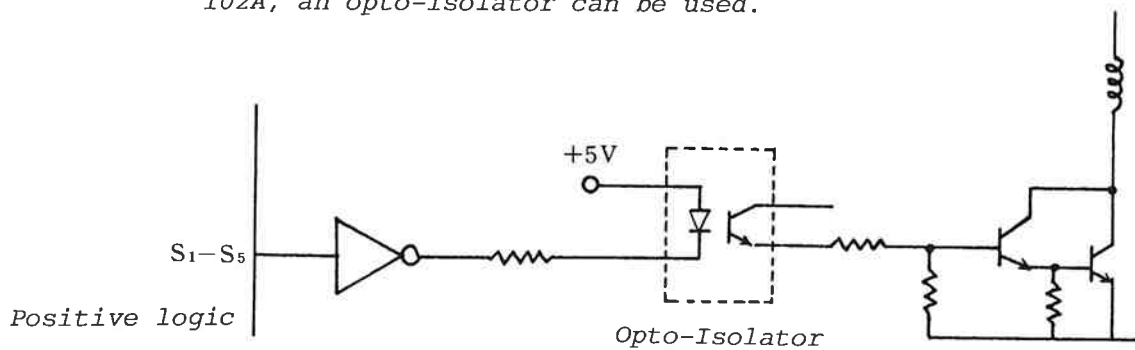 102A, an opto-isolator can be used.
+5V
S₁–S₅
Positive logic
Opto-Isolator